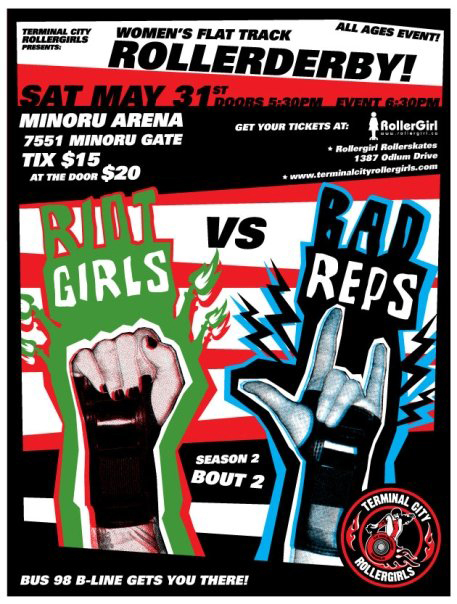 TERMINAL CITY
ROLLERGIRLS
PRESENTS:
WOMEN'S FLAT TRACK
ALL AGES EVENT!
ROLLERDERBY!
SAT MAY 31ST DOORS 5:30PM EVENT 6:30PM
MINORU ARENA
7551 MINORU GATE
TIX $15
AT THE DOOR $20
GET YOUR TICKETS AT: RollerGirl
www.rollergirl.ca
* Rollergirl Rollerskates
1387 Odlum Drive
* www.terminalcityrollergirls.com
RIOT
GIRLS
VS
BAD
REPS
SEASON 2
BOUT 2
TERMINAL CITY
ROLLERGIRLS
BUS 98 B-LINE GETS YOU THERE!